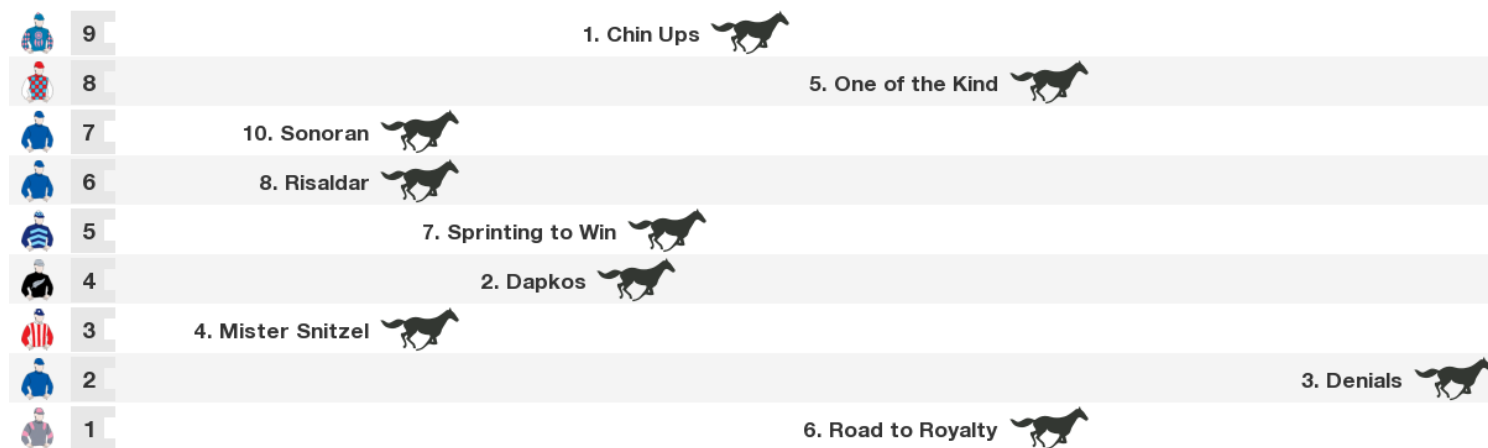 9 1. Chin Ups
8 5. One of the Kind
7 10. Sonoran
6 8. Risaldar
5 7. Sprinting to Win
4 2. Dapkos
3 4. Mister Snitzel
2 3. Denials
1 6. Road to Royalty